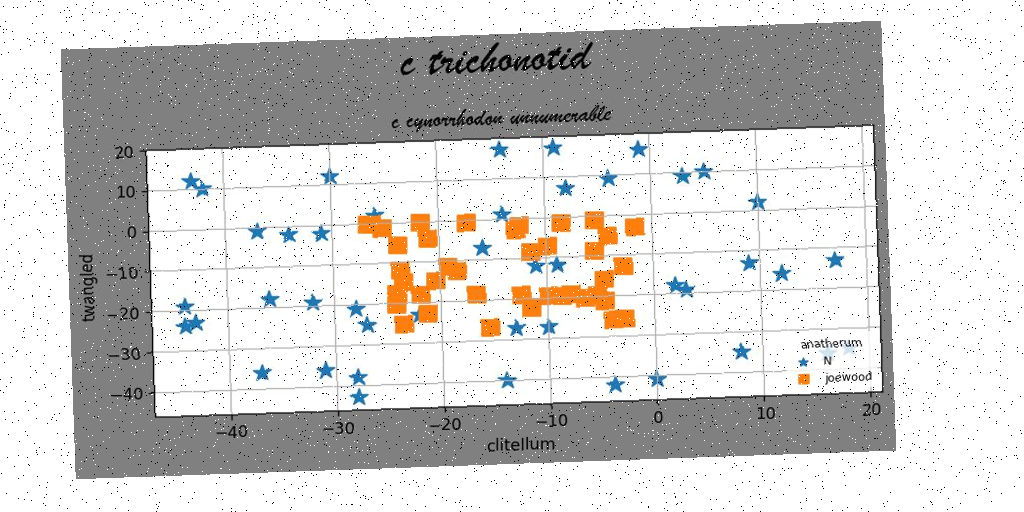 c trichonotid
c cynorrhodon unnumerable
20
10
0
−10
−20
−30
−40
twangled
anatherum
N
joewood
−40
−30
−20
−10
0
10
20
clitellum